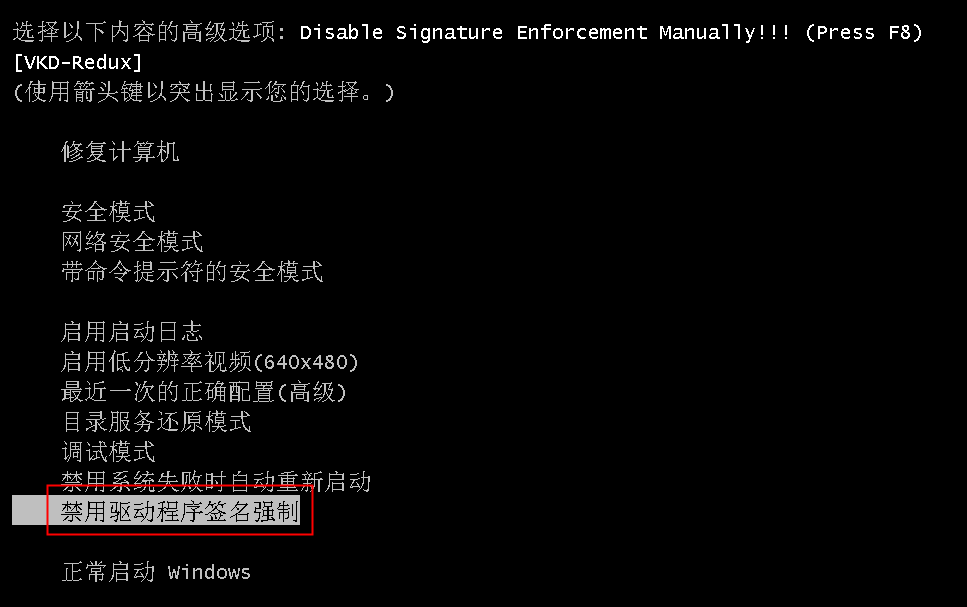 选择以下内容的高级选项: Disable Signature Enforcement Manually!!! (Press F8)
[VKD-Redux]
(使用箭头键以突出显示您的选择。)
修复计算机
安全模式
网络安全模式
带命令提示符的安全模式
启用启动日志
启用低分辨率视频(640x480)
最近一次的正确配置(高级)
目录服务还原模式
调试模式
禁用系统失败时自动重新启动
禁用驱动程序签名强制
正常启动 Windows